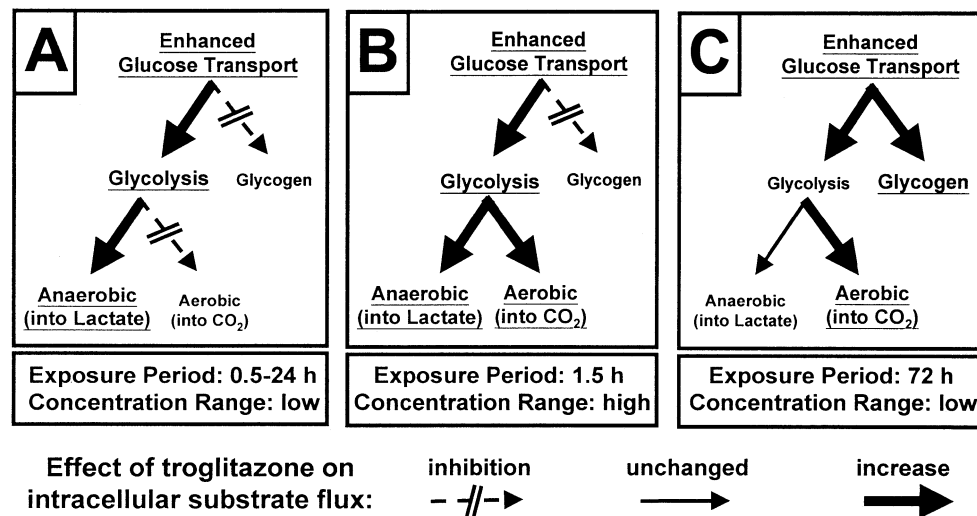 A
Enhanced
Glucose Transport
Glycolysis
Glycogen
Anaerobic
(into Lactate)
Aerobic
(into CO2)
Exposure Period: 0.5-24 h
Concentration Range: low
B
Enhanced
Glucose Transport
Glycolysis
Glycogen
Anaerobic
(into Lactate)
Aerobic
(into CO2)
Exposure Period: 1.5 h
Concentration Range: high
C
Enhanced
Glucose Transport
Glycolysis
Glycogen
Anaerobic
(into Lactate)
Aerobic
(into CO2)
Exposure Period: 72 h
Concentration Range: low
Effect of troglitazone on
intracellular substrate flux:
inhibition
unchanged
increase